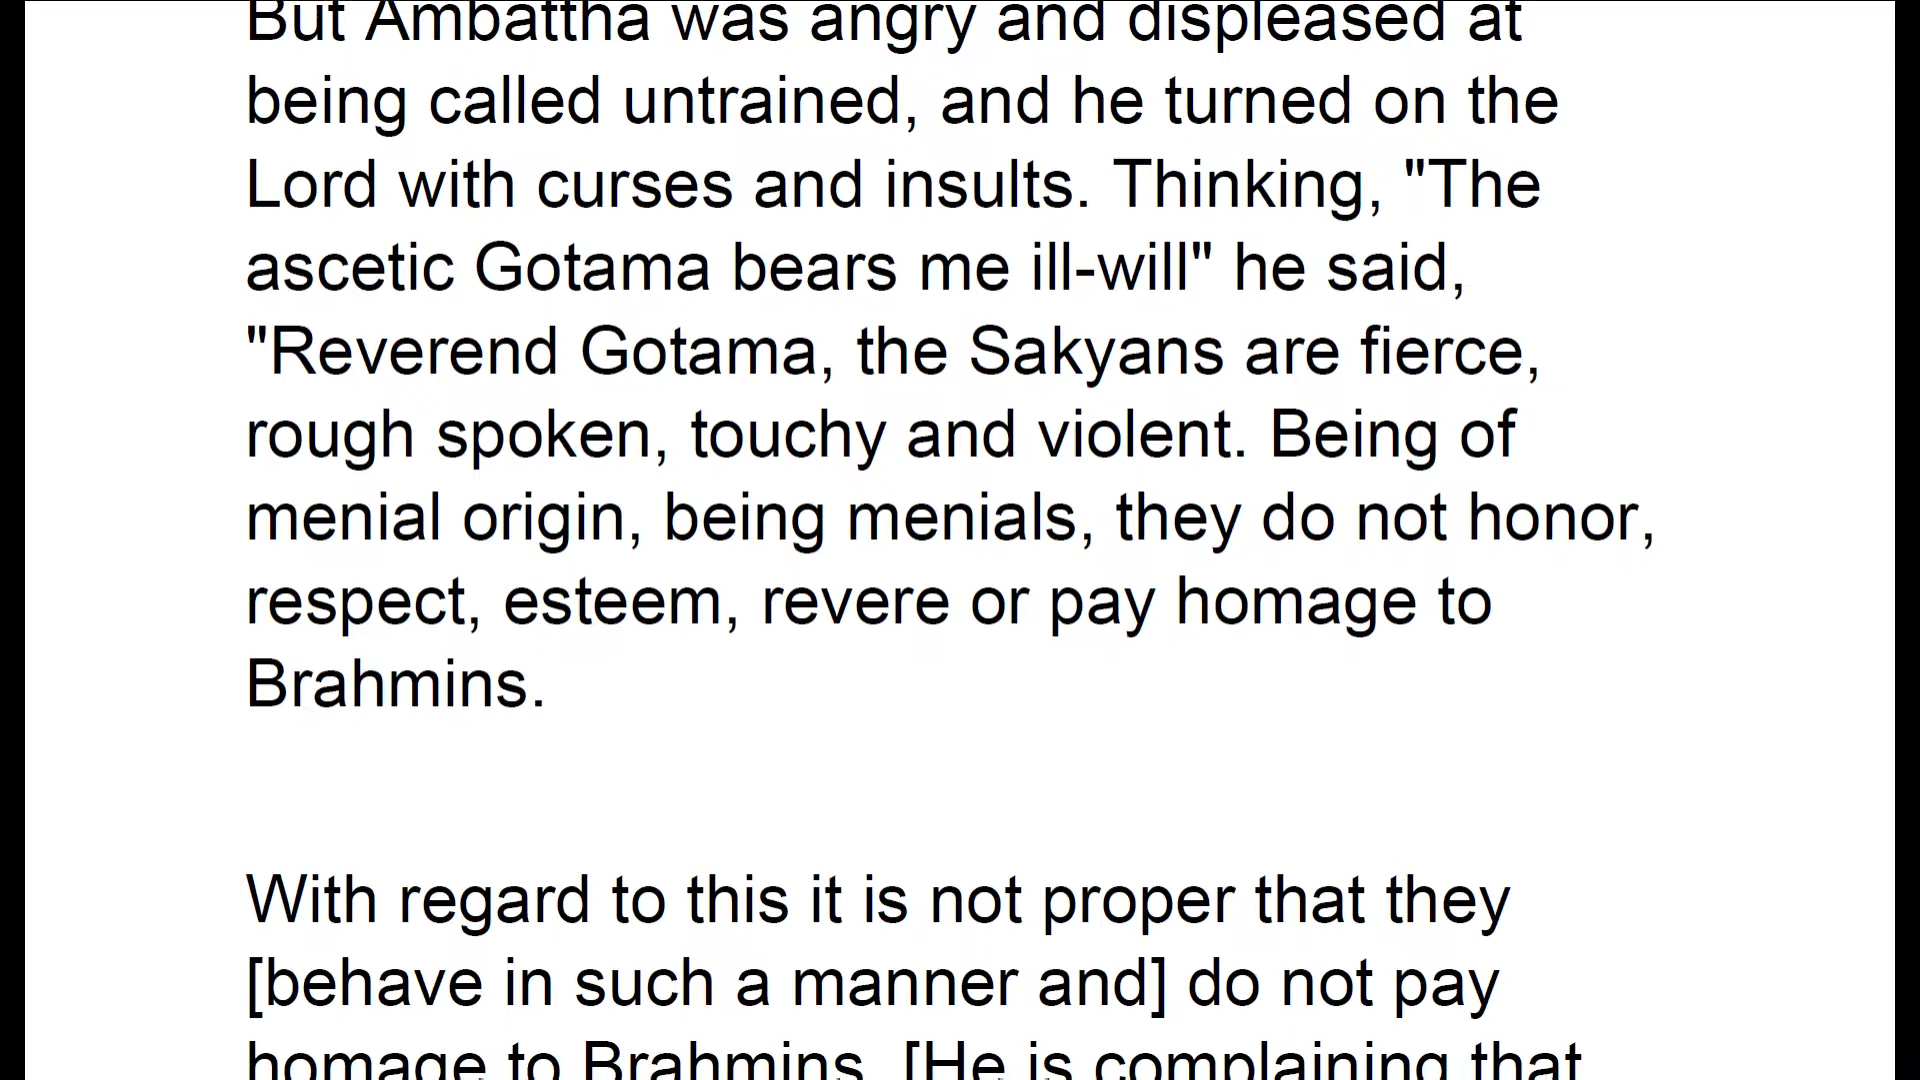 But Ambattha was angry and displeased at
being called untrained, and he turned on the
Lord with curses and insults. Thinking, "The
ascetic Gotama bears me ill-will" he said,
"Reverend Gotama, the Sakyans are fierce,
rough spoken, touchy and violent. Being of
menial origin, being menials, they do not honor,
respect, esteem, revere or pay homage to
Brahmins.
With regard to this it is not proper that they
[behave in such a manner and] do not pay
homage to Brahmins. [He is complaining that